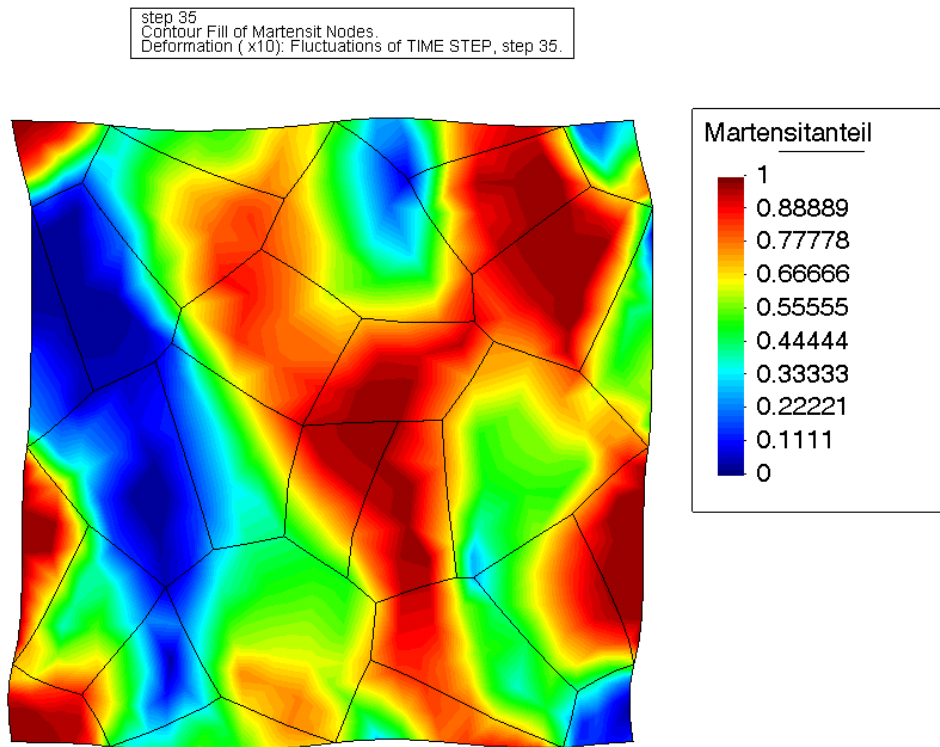 step 35
Contour Fill of Martensit Nodes.
Deformation ( x10): Fluctuations of TIME STEP, step 35.
Martensitanteil
1
0.88889
0.77778
0.66666
0.55555
0.44444
0.33333
0.22221
0.1111
0